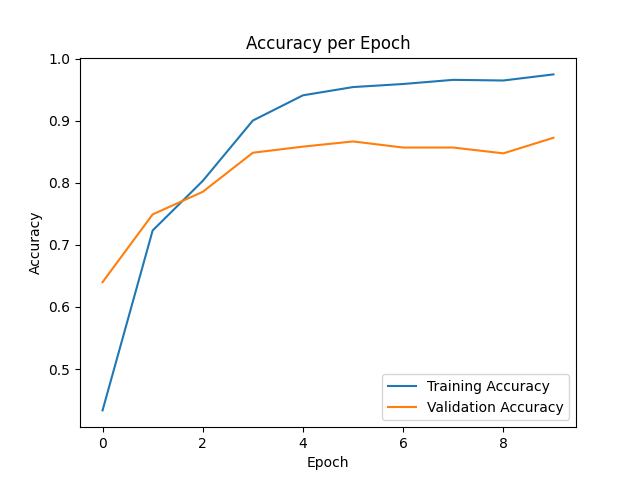 Accuracy per Epoch
1.0
0.9
0.8
0.7
0.6
0.5
Accuracy
0 2 4 6 8
Epoch
Training Accuracy
Validation Accuracy